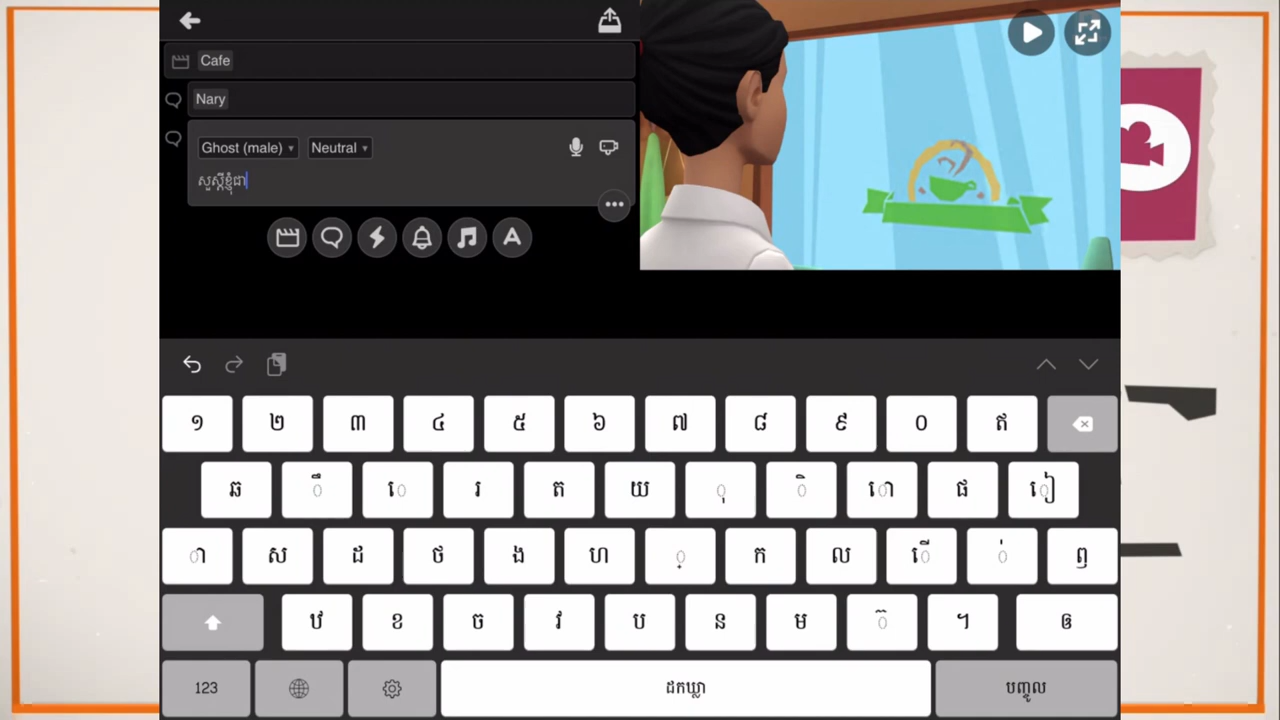 Cafe
Nary
Ghost (male) Neutral
សួស្ដីខ្ញុំជា
១ ២ ៣ ៤ ៥ ៦ ៧ ៨ ៩ ០ ឥ
ឆ ឹ េ រ ត យ ុ ិ ោ ផ ៀ
ា ស ដ ថ ង ហ ្ ក ល ើ ់ ឭ
ឋ ខ ច វ ប ន ម ៊ ។ ឲ
123 ដកឃ្លា បញ្ចូល